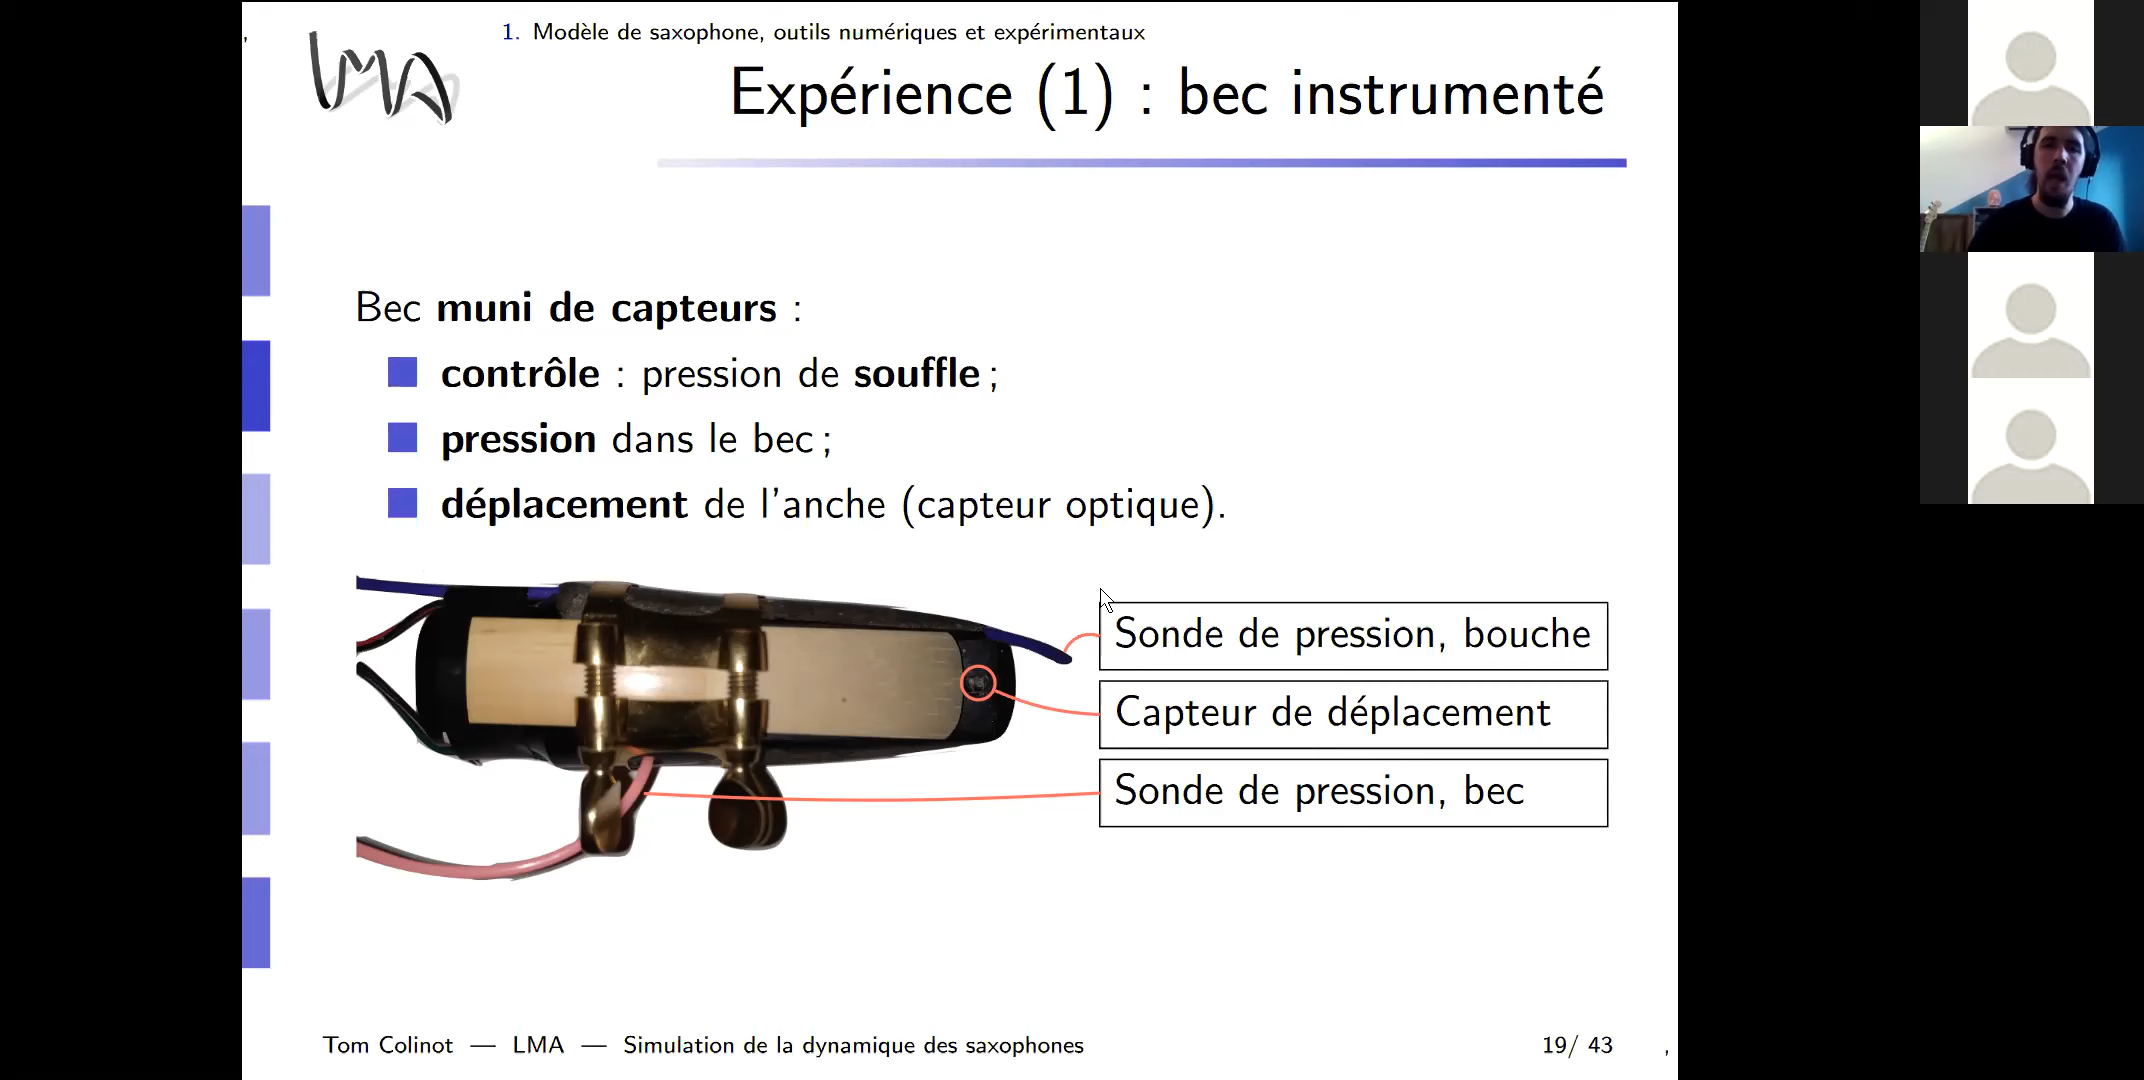 LMA
1. Modèle de saxophone, outils numériques et expérimentaux
Expérience (1) : bec instrumenté
Bec muni de capteurs :
contrôle : pression de souffle ;
pression dans le bec ;
déplacement de l'anche (capteur optique).
Sonde de pression, bouche
Capteur de déplacement
Sonde de pression, bec
Tom Colinot — LMA — Simulation de la dynamique des saxophones
19/ 43